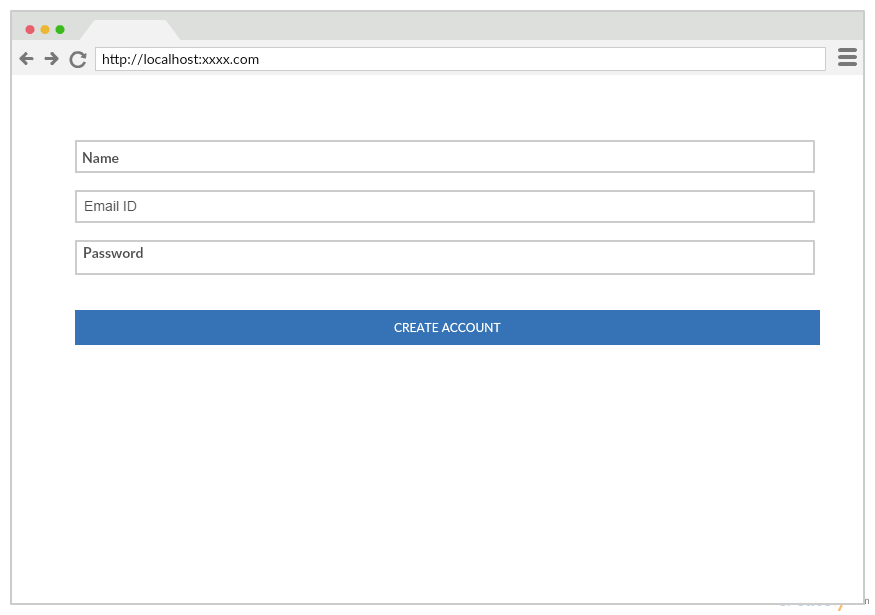 http://localhost:xxxx.com
Name
Email ID
Password
CREATE ACCOUNT